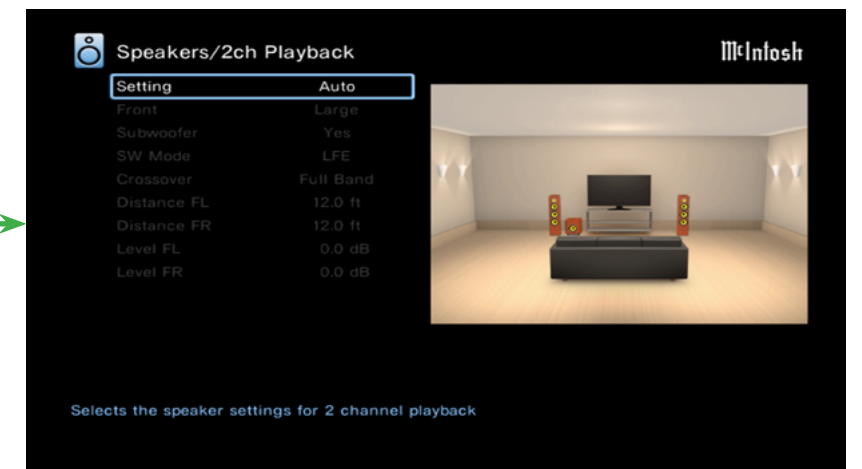 Speakers/2ch Playback
McIntosh
Setting Auto
Front Large
Subwoofer Yes
SW Mode LFE
Crossover Full Band
Distance FL 12.0 ft
Distance FR 12.0 ft
Level FL 0.0 dB
Level FR 0.0 dB
Selects the speaker settings for 2 channel playback